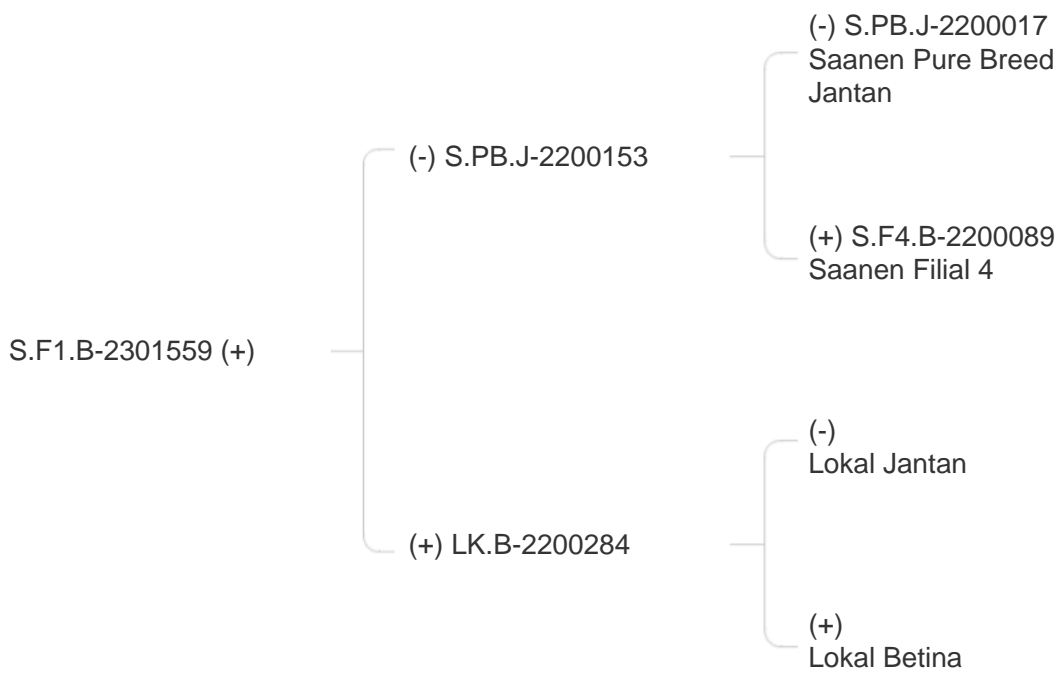 (-) S.PB.J-2200017
Saanen Pure Breed
Jantan
(-) S.PB.J-2200153
(+) S.F4.B-2200089
Saanen Filial 4
S.F1.B-2301559 (+)
(-)
Lokal Jantan
(+) LK.B-2200284
(+)
Lokal Betina